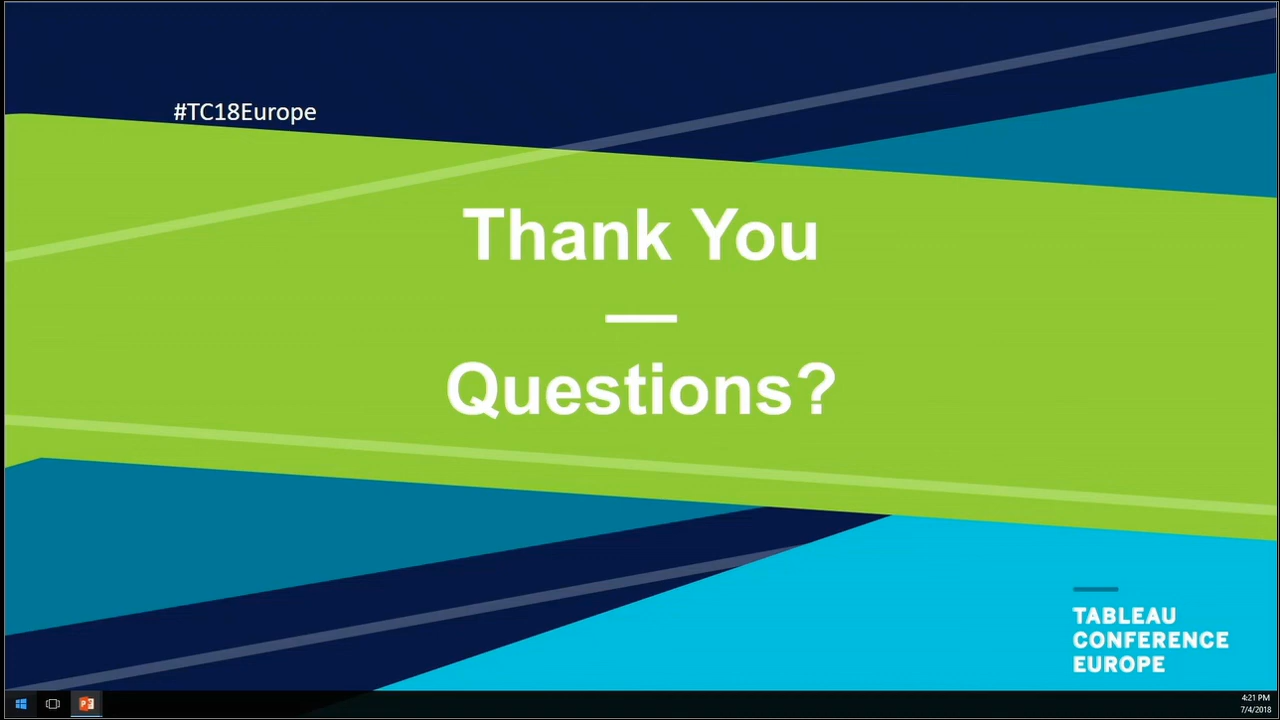 #TC18Europe
Thank You
—
Questions?
TABLEAU
CONFERENCE
EUROPE
4:21 PM
7/4/2018